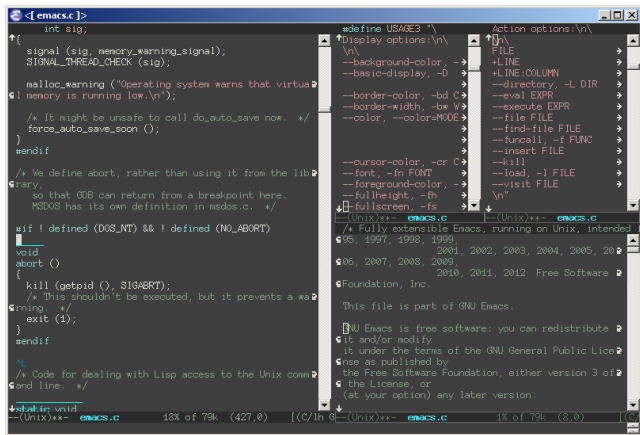 <[ emacs.c ]>
int sig;
{
signal (sig, memory_warning_signal);
SIGNAL_THREAD_CHECK (sig);
malloc_warning ("Operating system warns that virtua
l memory is running low.\n");
/* It might be unsafe to call do_auto_save now.  */
force_auto_save_soon ();
}
#endif
/* We define abort, rather than using it from the lib
rary,
so that GDB can return from a breakpoint here.
MSDOS has its own definition in msdos.c.  */
#if ! defined (DOS_NT) && ! defined (NO_ABORT)
void
abort ()
{
kill (getpid (), SIGABRT);
/* This shouldn't be executed, but it prevents a wa
rning.  */
exit (1);
}
#endif
^L
/* Code for dealing with Lisp access to the Unix comm
and line.  */
static void
--(Unix)**-  emacs.c       18% of 79k  (427,0)    [(C/lh G
#define USAGE3 "\
Display options:\n\
\n\
--background-color, -
--basic-display, -D
--border-color, -bd C
--border-width, -bw W
--color, --color=MODE
--cursor-color, -cr C
--font, -fn FONT
--foreground-color, -
--fullheight, -fh
--fullscreen, -fs
--(Unix)**-  emacs.c
Action options:\n\
\n\
FILE
+LINE
+LINE:COLUMN
--directory, -L DIR
--eval EXPR
--execute EXPR
--file FILE
--find-file FILE
--funcall, -f FUNC
--insert FILE
--kill
--load, -l FILE
--visit FILE
\n"
--(Unix)**-  emacs.c
/* Fully extensible Emacs, running on Unix, intended
95, 1997, 1998, 1999,
2001, 2002, 2003, 2004, 2005, 20
06, 2007, 2008, 2009,
2010, 2011, 2012  Free Software
Foundation, Inc.
This file is part of GNU Emacs.
GNU Emacs is free software: you can redistribute
it and/or modify
it under the terms of the GNU General Public Lice
nse as published by
the Free Software Foundation, either version 3 of
the License, or
(at your option) any later version.
--(Unix)**-  emacs.c       1% of 79k  (8,0)      [(C/